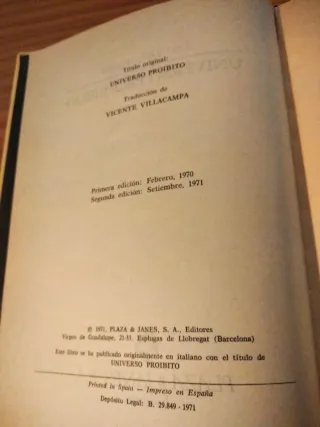 Título original:
UNIVERSO PROIBITO
Traducción de
VICENTE VILLACAMPA
Primera edición: Febrero, 1970
Segunda edición: Setiembre, 1971
© 1971, PLAZA & JANES, S. A., Editores
Virgen de Guadalupe, 21-33. Esplugas de Llobregat (Barcelona)
Este libro se ha publicado originalmente en italiano con el título de
UNIVERSO PROIBITO
Printed in Spain — Impreso en España
Depósito Legal: B. 29.849 - 1971